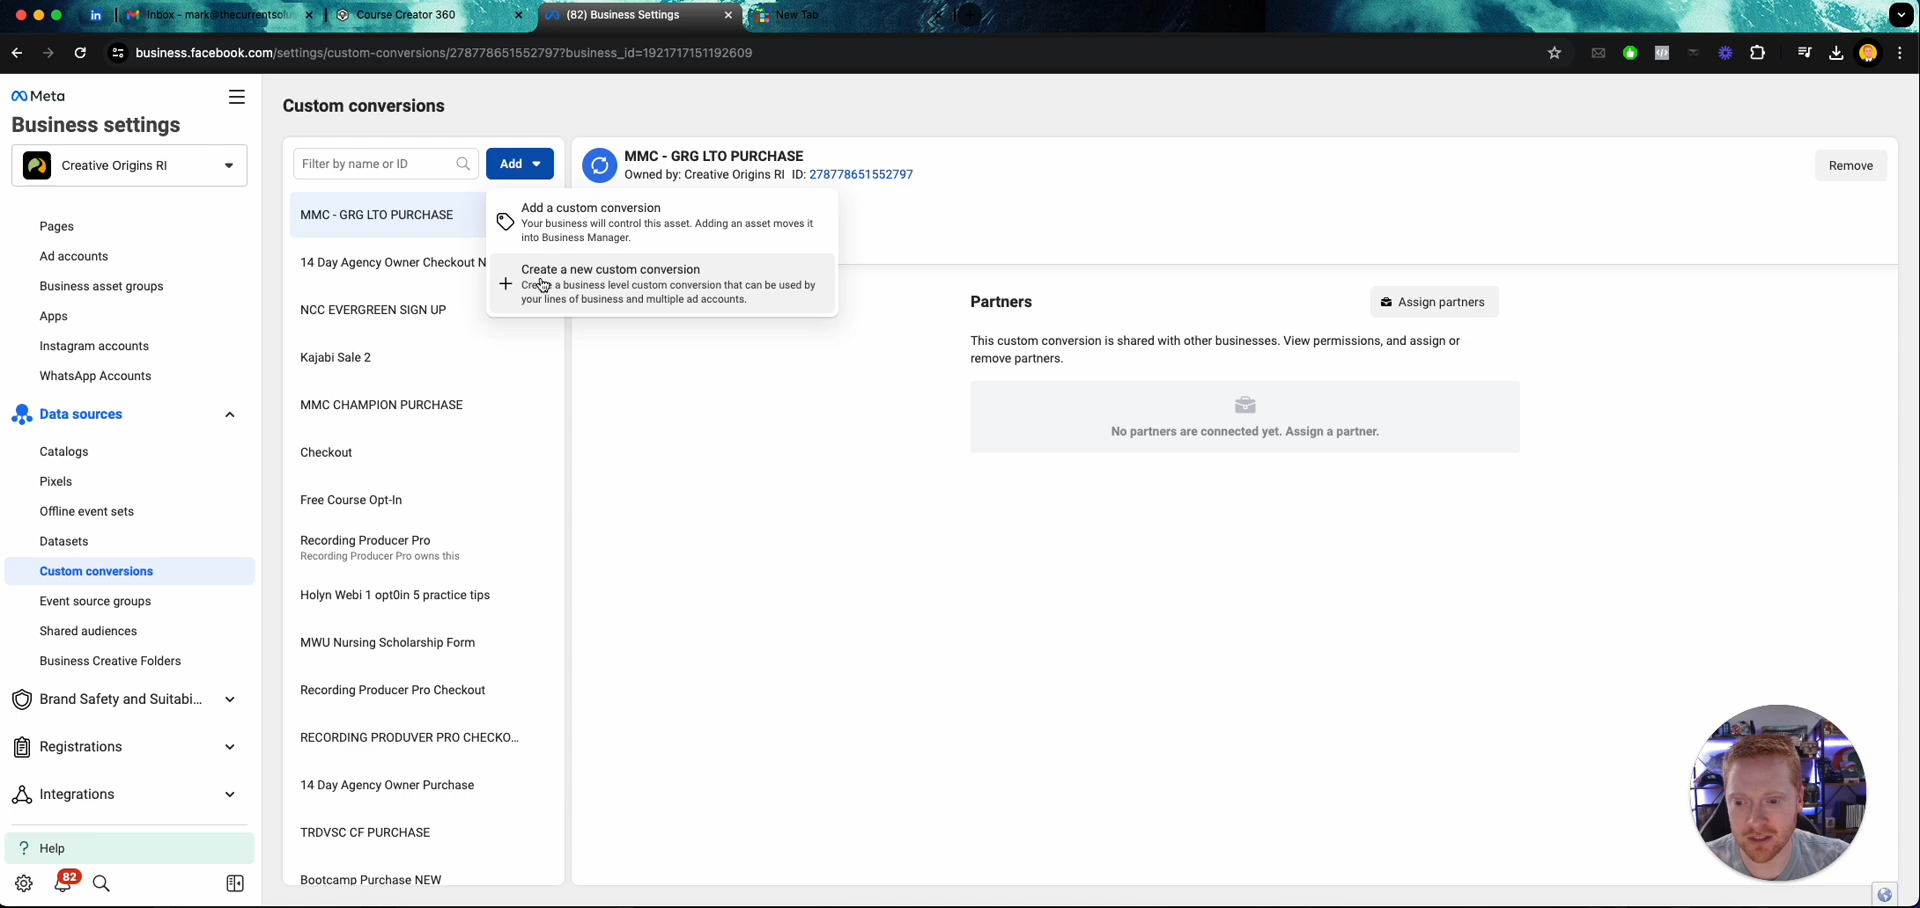 Inbox - mark@thecurrentsolu
Course Creator 360
(82) Business Settings
New Tab
business.facebook.com/settings/custom-conversions/278778651552797?business_id=1921717151192609
Meta
Business settings
Creative Origins RI
Pages
Ad accounts
Business asset groups
Apps
Instagram accounts
WhatsApp Accounts
Data sources
Catalogs
Pixels
Offline event sets
Datasets
Custom conversions
Event source groups
Shared audiences
Business Creative Folders
Brand Safety and Suitabi...
Registrations
Integrations
? Help
82
Custom conversions
Filter by name or ID
Add
MMC - GRG LTO PURCHASE
14 Day Agency Owner Checkout N
NCC EVERGREEN SIGN UP
Kajabi Sale 2
MMC CHAMPION PURCHASE
Checkout
Free Course Opt-In
Recording Producer Pro
Recording Producer Pro owns this
Holyn Webi 1 opt0in 5 practice tips
MWU Nursing Scholarship Form
Recording Producer Pro Checkout
RECORDING PRODUVER PRO CHECKO...
14 Day Agency Owner Purchase
TRDVSC CF PURCHASE
Bootcamp Purchase NEW
Add a custom conversion
Your business will control this asset. Adding an asset moves it
into Business Manager.
Create a new custom conversion
Create a business level custom conversion that can be used by
your lines of business and multiple ad accounts.
MMC - GRG LTO PURCHASE
Owned by: Creative Origins RI ID: 278778651552797
Remove
Partners
Assign partners
This custom conversion is shared with other businesses. View permissions, and assign or
remove partners.
No partners are connected yet. Assign a partner.